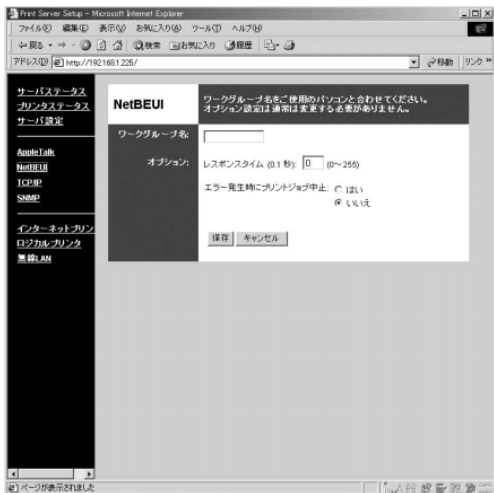 Print Server Setup - Microsoft Internet Explorer
ファイル(F) 編集(E) 表示(V) お気に入り(A) ツール(T) ヘルプ(H)
戻る 検索 お気に入り 履歴
アドレス(D) http://192.168.1.225/ 移動 リンク »
サーバステータス
プリンタステータス
サーバ設定
AppleTalk
NetBEUI
TCP/IP
SNMP
インターネットプリン
ロジカルプリンタ
無線LAN
NetBEUI
ワークグループ名をご使用のパソコンと合わせてください。
オプション設定は通常は変更する必要がありません。
ワークグループ名:
オプション: レスポンスタイム (0.1 秒): 0 (0～255)
エラー発生時にプリントジョブ中止: はい
いいえ
保存 キャンセル
ページが表示されました